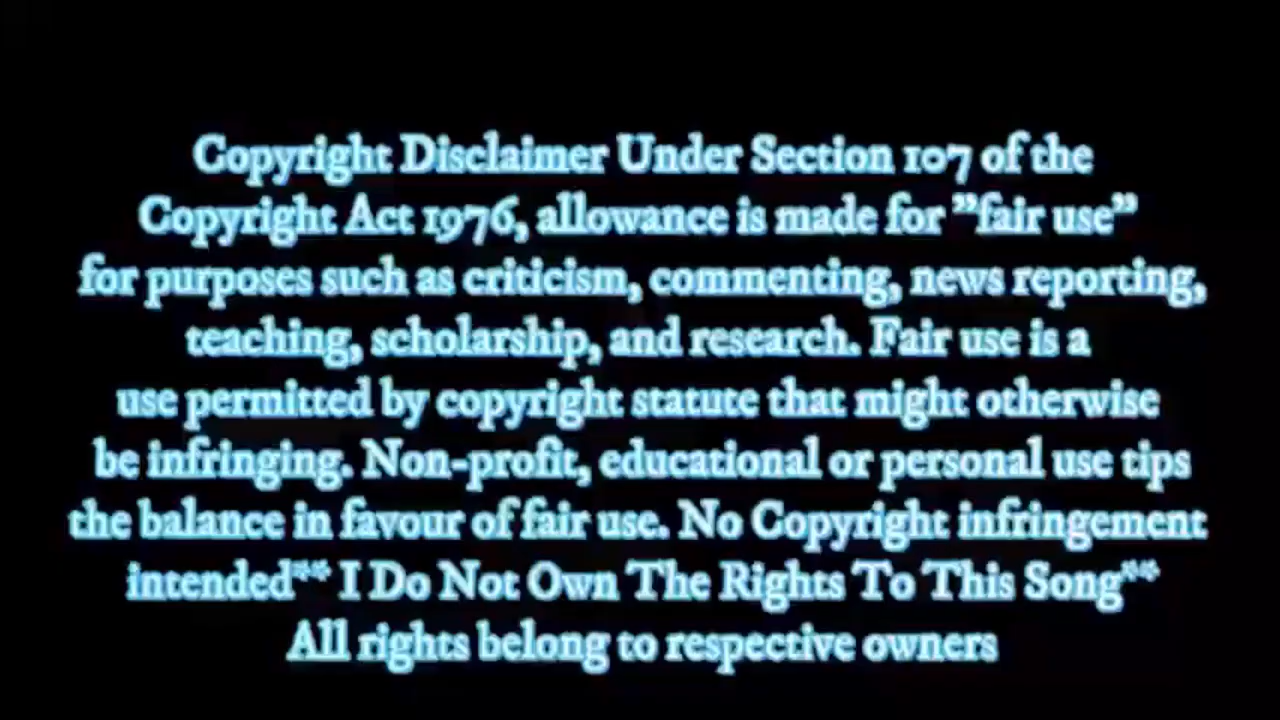 Copyright Disclaimer Under Section 107 of the
Copyright Act 1976, allowance is made for ”fair use”
for purposes such as criticism, commenting, news reporting,
teaching, scholarship, and research. Fair use is a
use permitted by copyright statute that might otherwise
be infringing. Non-profit, educational or personal use tips
the balance in favour of fair use. No Copyright infringement
intended** I Do Not Own The Rights To This Song**
All rights belong to respective owners